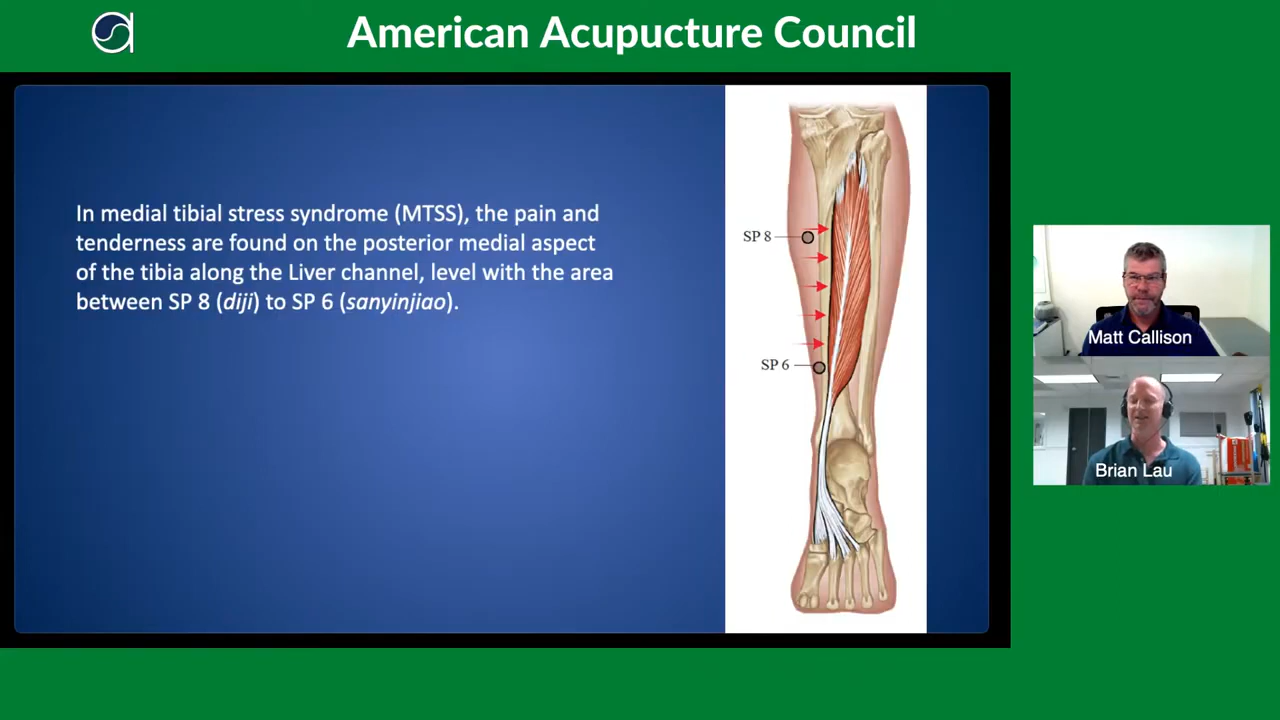 American Acupucture Council
In medial tibial stress syndrome (MTSS), the pain and
tenderness are found on the posterior medial aspect
of the tibia along the Liver channel, level with the area
between SP 8 (diji) to SP 6 (sanyinjiao).
SP 8
SP 6
Matt Callison
Brian Lau